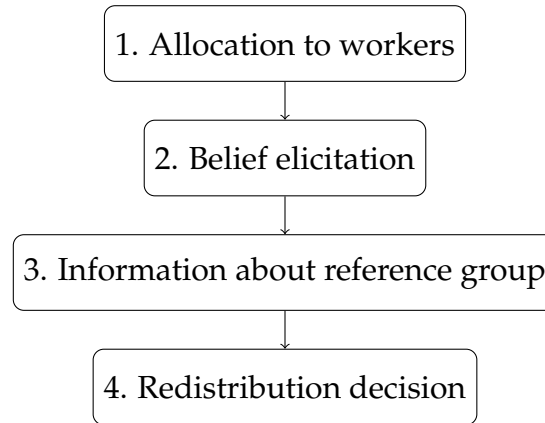 1. Allocation to workers
2. Belief elicitation
3. Information about reference group
4. Redistribution decision